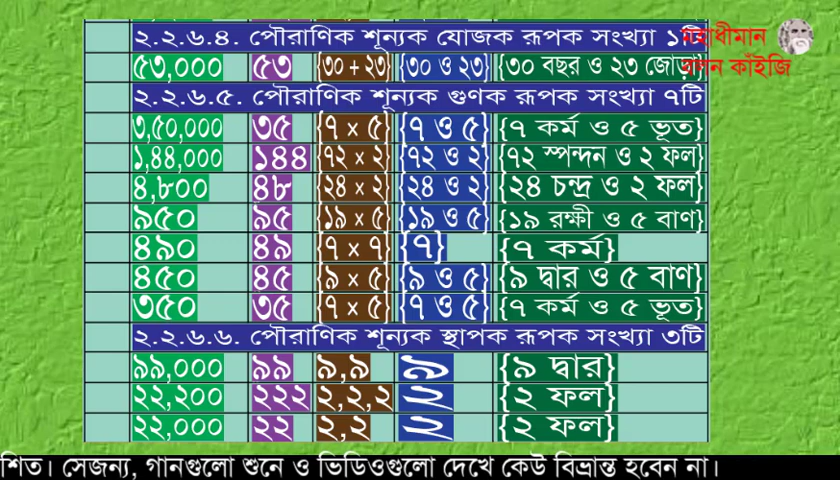 ২.২.৬.৪. পৌরাণিক শূন্যক যোজক রূপক সংখ্যা ১টি
মহাধীমান
লালন কাঁইজি
৫৩,০০০ ৫৩ {৩০ + ২৩} {৩০ ও ২৩} {৩০ বছর ও ২৩ জোড়া}
২.২.৬.৫. পৌরাণিক শূন্যক গুণক রূপক সংখ্যা ৭টি
৩,৫০,০০০ ৩৫ {৭ × ৫} {৭ ও ৫} {৭ কর্ম ও ৫ ভূত}
১,৪৪,০০০ ১৪৪ {৭২ × ২} {৭২ ও ২} {৭২ স্পন্দন ও ২ ফল}
৪,৮০০ ৪৮ {২৪ × ২} {২৪ ও ২} {২৪ চন্দ্র ও ২ ফল}
৯৫০ ৯৫ {১৯ × ৫} {১৯ ও ৫} {১৯ রক্ষী ও ৫ বাণ}
৪৯০ ৪৯ {৭ × ৭} {৭} {৭ কর্ম}
৪৫০ ৪৫ {৯ × ৫} {৯ ও ৫} {৯ দ্বার ও ৫ বাণ}
৩৫০ ৩৫ {৭ × ৫} {৭ ও ৫} {৭ কর্ম ও ৫ ভূত}
২.২.৬.৬. পৌরাণিক শূন্যক স্থাপক রূপক সংখ্যা ৩টি
৯৯,০০০ ৯৯ ৯,৯ ৯ {৯ দ্বার}
২২,২০০ ২২২ ২,২,২ ২ {২ ফল}
২২,০০০ ২২ ২,২ ২ {২ ফল}
শিত। সেজন্য, গানগুলো শুনে ও ভিডিওগুলো দেখে কেউ বিভ্রান্ত হবেন না।